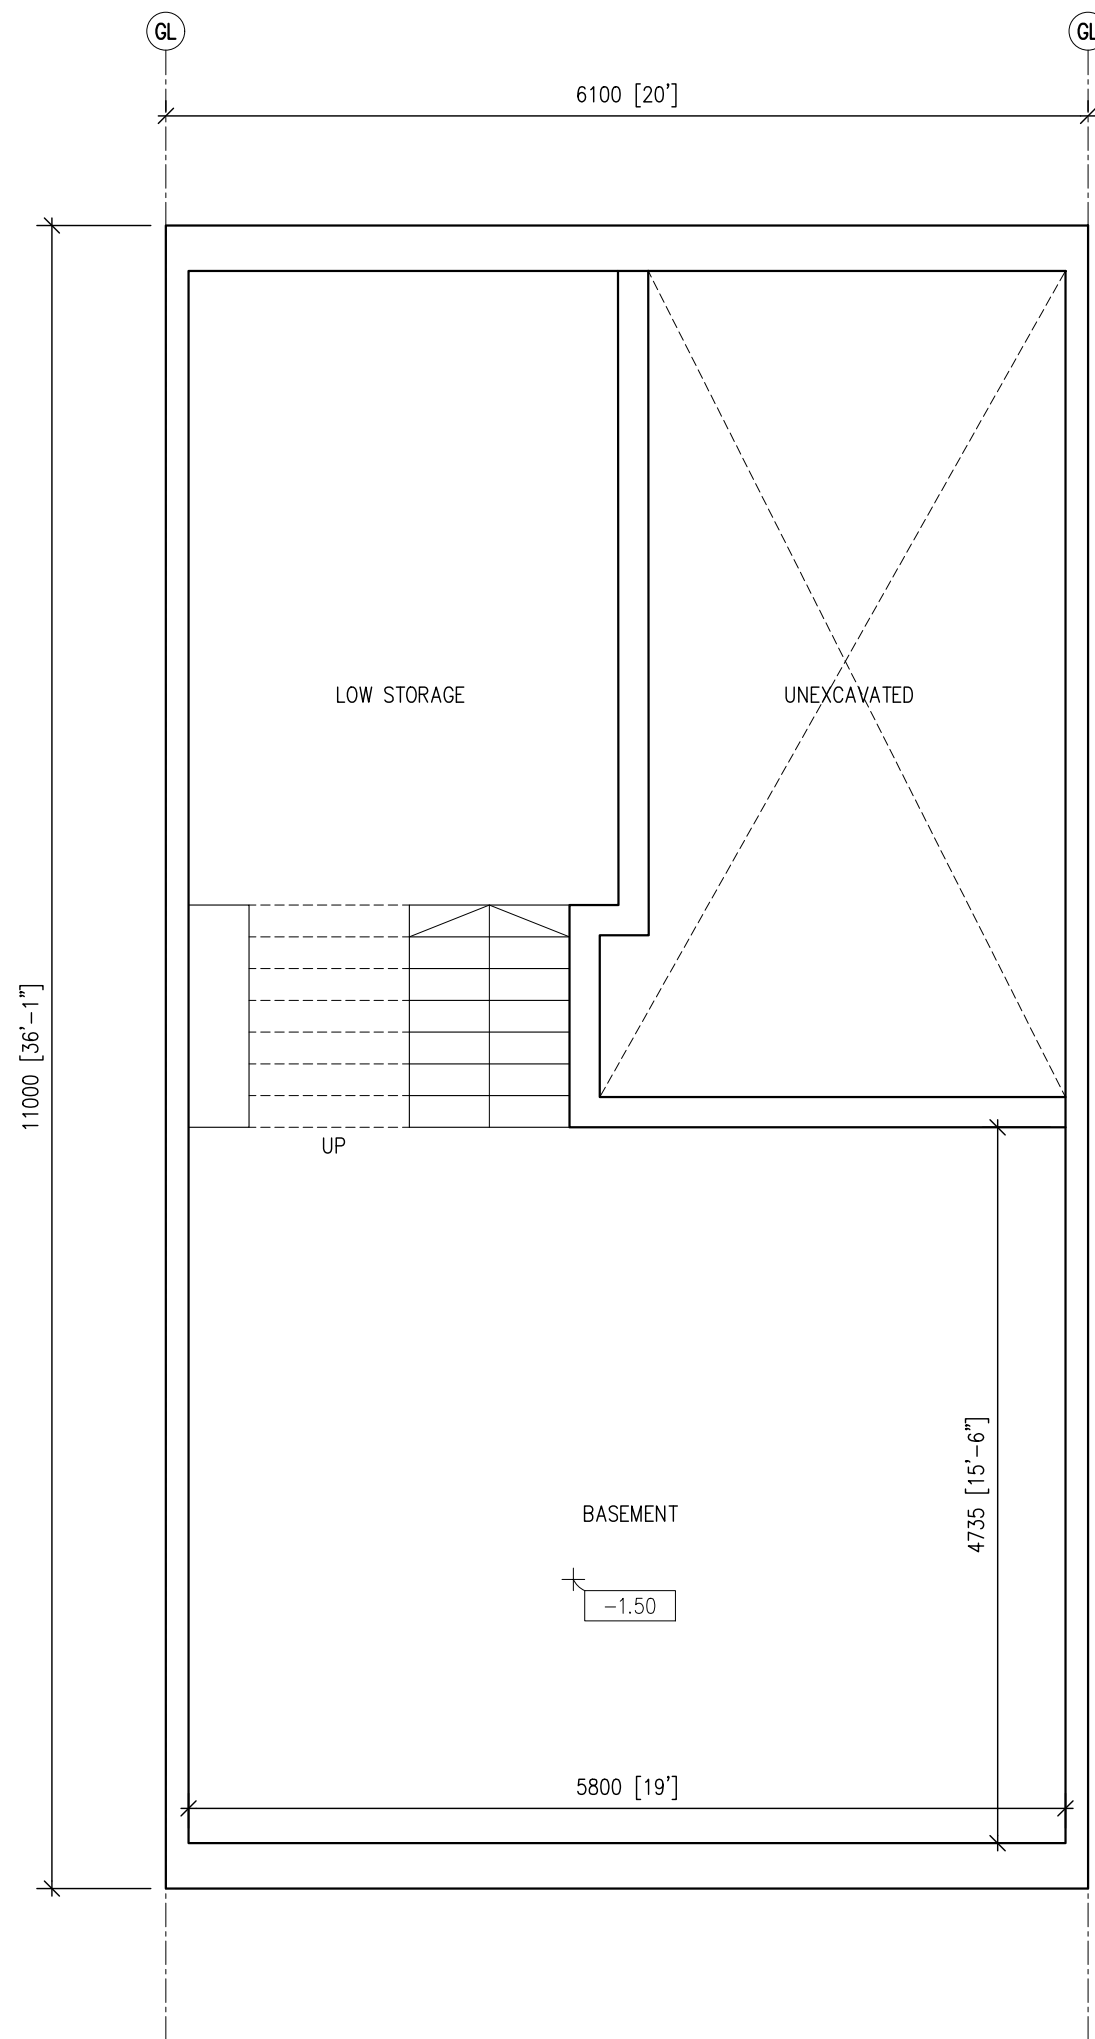 GL
GL
6100 [20']
LOW STORAGE
UNEXCAVATED
11000 [36'-1"]
UP
4735 [15'-6"]
BASEMENT
-1.50
5800 [19']